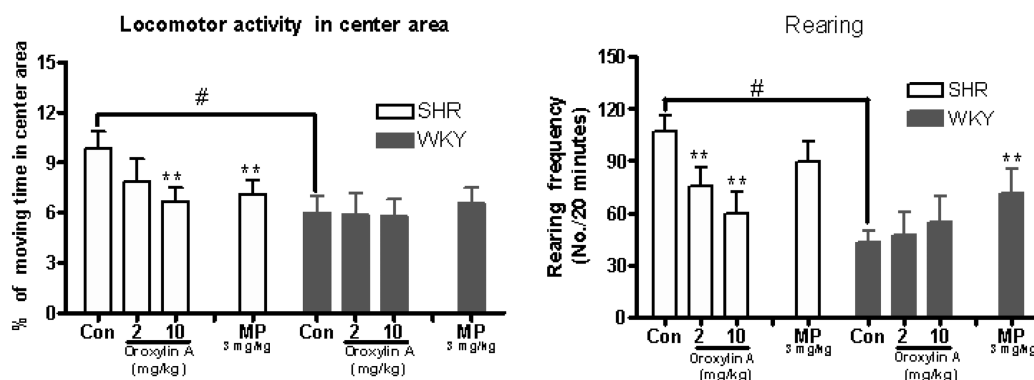 Locomotor activity in center area
% of moving time in center area
15
12
9
6
3
0
#
SHR
WKY
**
**
Con 2 10 MP Con 2 10 MP
3 mg/kg 3 mg/kg
Oroxylin A Oroxylin A
(mg/kg) (mg/kg)
Rearing
Rearing frequency
(No./20 minutes)
150
120
90
60
30
0
#
SHR
WKY
**
**
**
Con 2 10 MP Con 2 10 MP
3 mg/kg 3 mg/kg
Oroxylin A Oroxylin A
(mg/kg) (mg/kg)